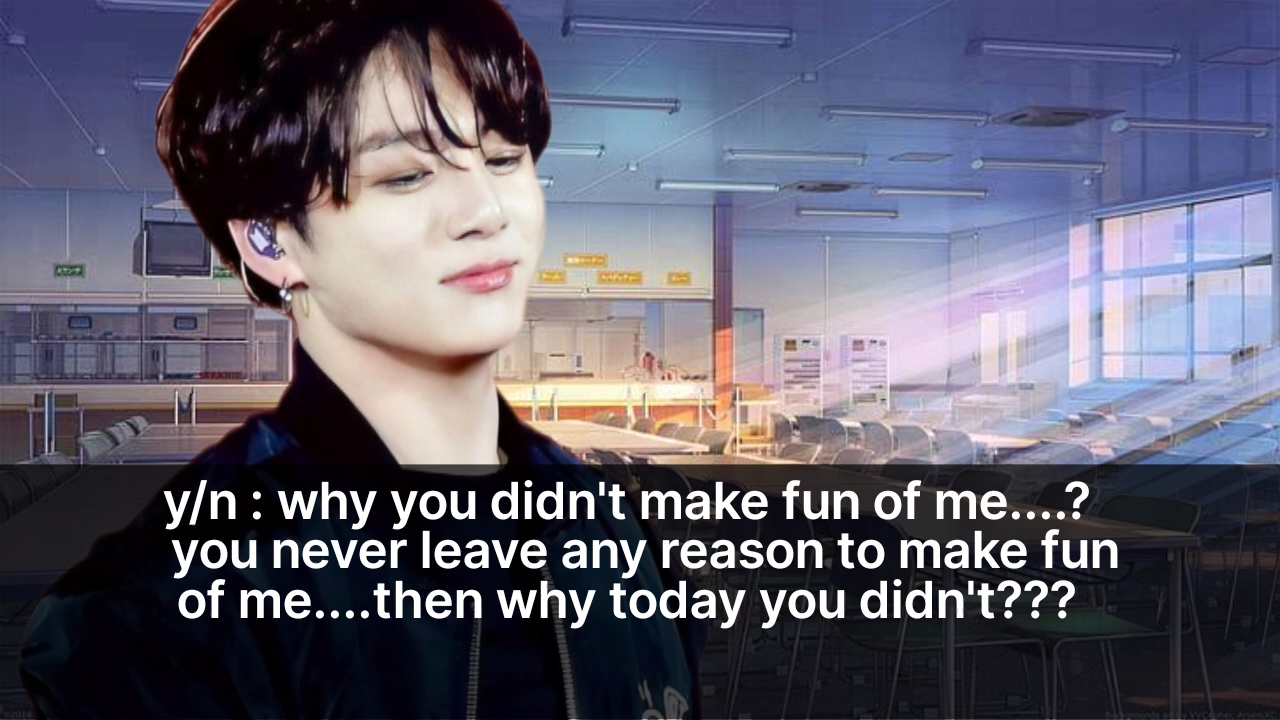 y/n : why you didn't make fun of me....?
you never leave any reason to make fun
of me....then why today you didn't???